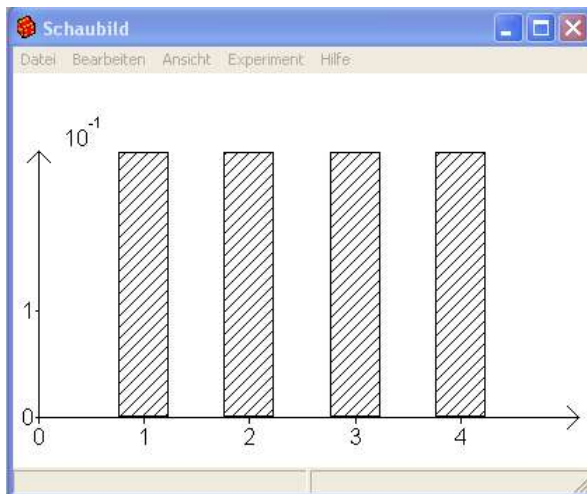 Schaubild
Datei Bearbeiten Ansicht Experiment Hilfe
10⁻¹
1
0
0 1 2 3 4